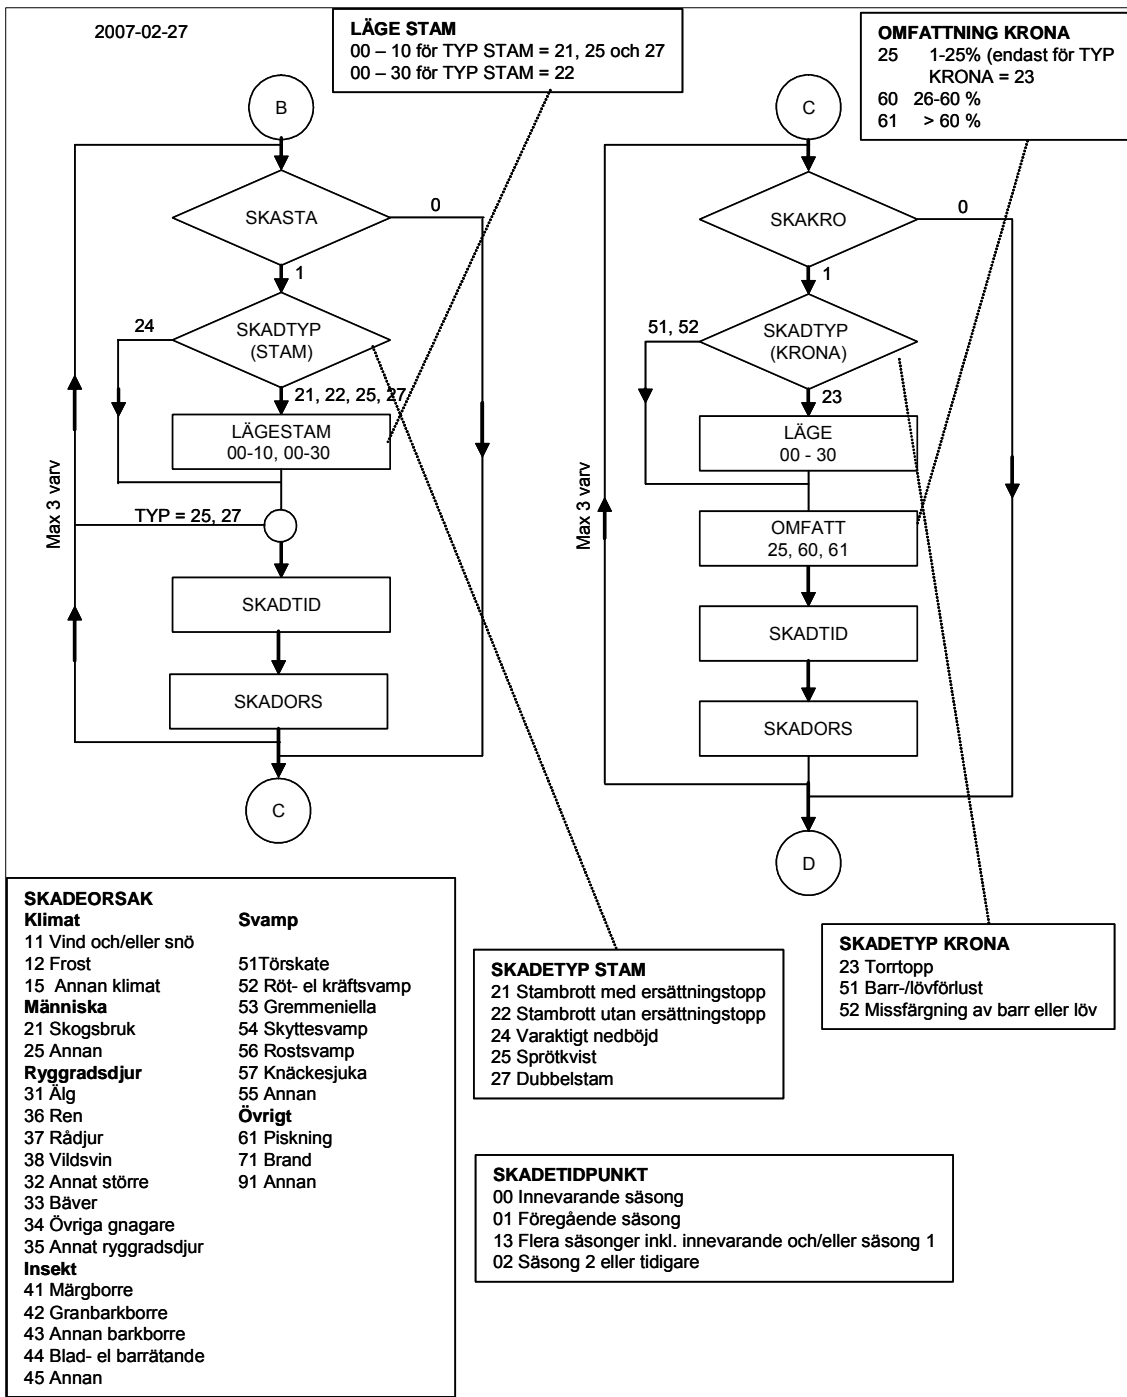 2007-02-27
LÄGE STAM
00 – 10 för TYP STAM = 21, 25 och 27
00 – 30 för TYP STAM = 22
OMFATTNING KRONA
25 1-25% (endast för TYP
KRONA = 23
60 26-60 %
61 > 60 %
B
SKASTA
0
1
24
SKADTYP
(STAM)
21, 22, 25, 27
LÄGESTAM
00-10, 00-30
TYP = 25, 27
Max 3 varv
SKADTID
SKADORS
C
C
SKAKRO
0
1
51, 52
SKADTYP
(KRONA)
23
LÄGE
00 - 30
Max 3 varv
OMFATT
25, 60, 61
SKADTID
SKADORS
D
SKADEORSAK
Klimat
11 Vind och/eller snö
12 Frost
15 Annan klimat
Människa
21 Skogsbruk
25 Annan
Ryggradsdjur
31 Älg
36 Ren
37 Rådjur
38 Vildsvin
32 Annat större
33 Bäver
34 Övriga gnagare
35 Annat ryggradsdjur
Insekt
41 Märgborre
42 Granbarkborre
43 Annan barkborre
44 Blad- el barrätande
45 Annan
Svamp
51Törskate
52 Röt- el kräftsvamp
53 Gremmeniella
54 Skyttesvamp
56 Rostsvamp
57 Knäckesjuka
55 Annan
Övrigt
61 Piskning
71 Brand
91 Annan
SKADETYP STAM
21 Stambrott med ersättningstopp
22 Stambrott utan ersättningstopp
24 Varaktigt nedböjd
25 Sprötkvist
27 Dubbelstam
SKADETYP KRONA
23 Torrtopp
51 Barr-/lövförlust
52 Missfärgning av barr eller löv
SKADETIDPUNKT
00 Innevarande säsong
01 Föregående säsong
13 Flera säsonger inkl. innevarande och/eller säsong 1
02 Säsong 2 eller tidigare